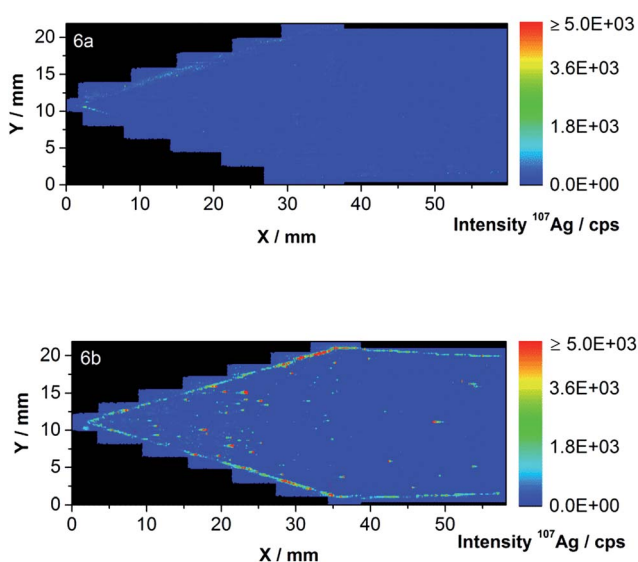 6a
Y / mm
20
15
10
5
0
0 10 20 30 40 50
X / mm
≥ 5.0E+03
3.6E+03
1.8E+03
0.0E+00
Intensity ¹⁰⁷Ag / cps
6b
Y / mm
20
15
10
5
0
0 10 20 30 40 50
X / mm
≥ 5.0E+03
3.6E+03
1.8E+03
0.0E+00
Intensity ¹⁰⁷Ag / cps